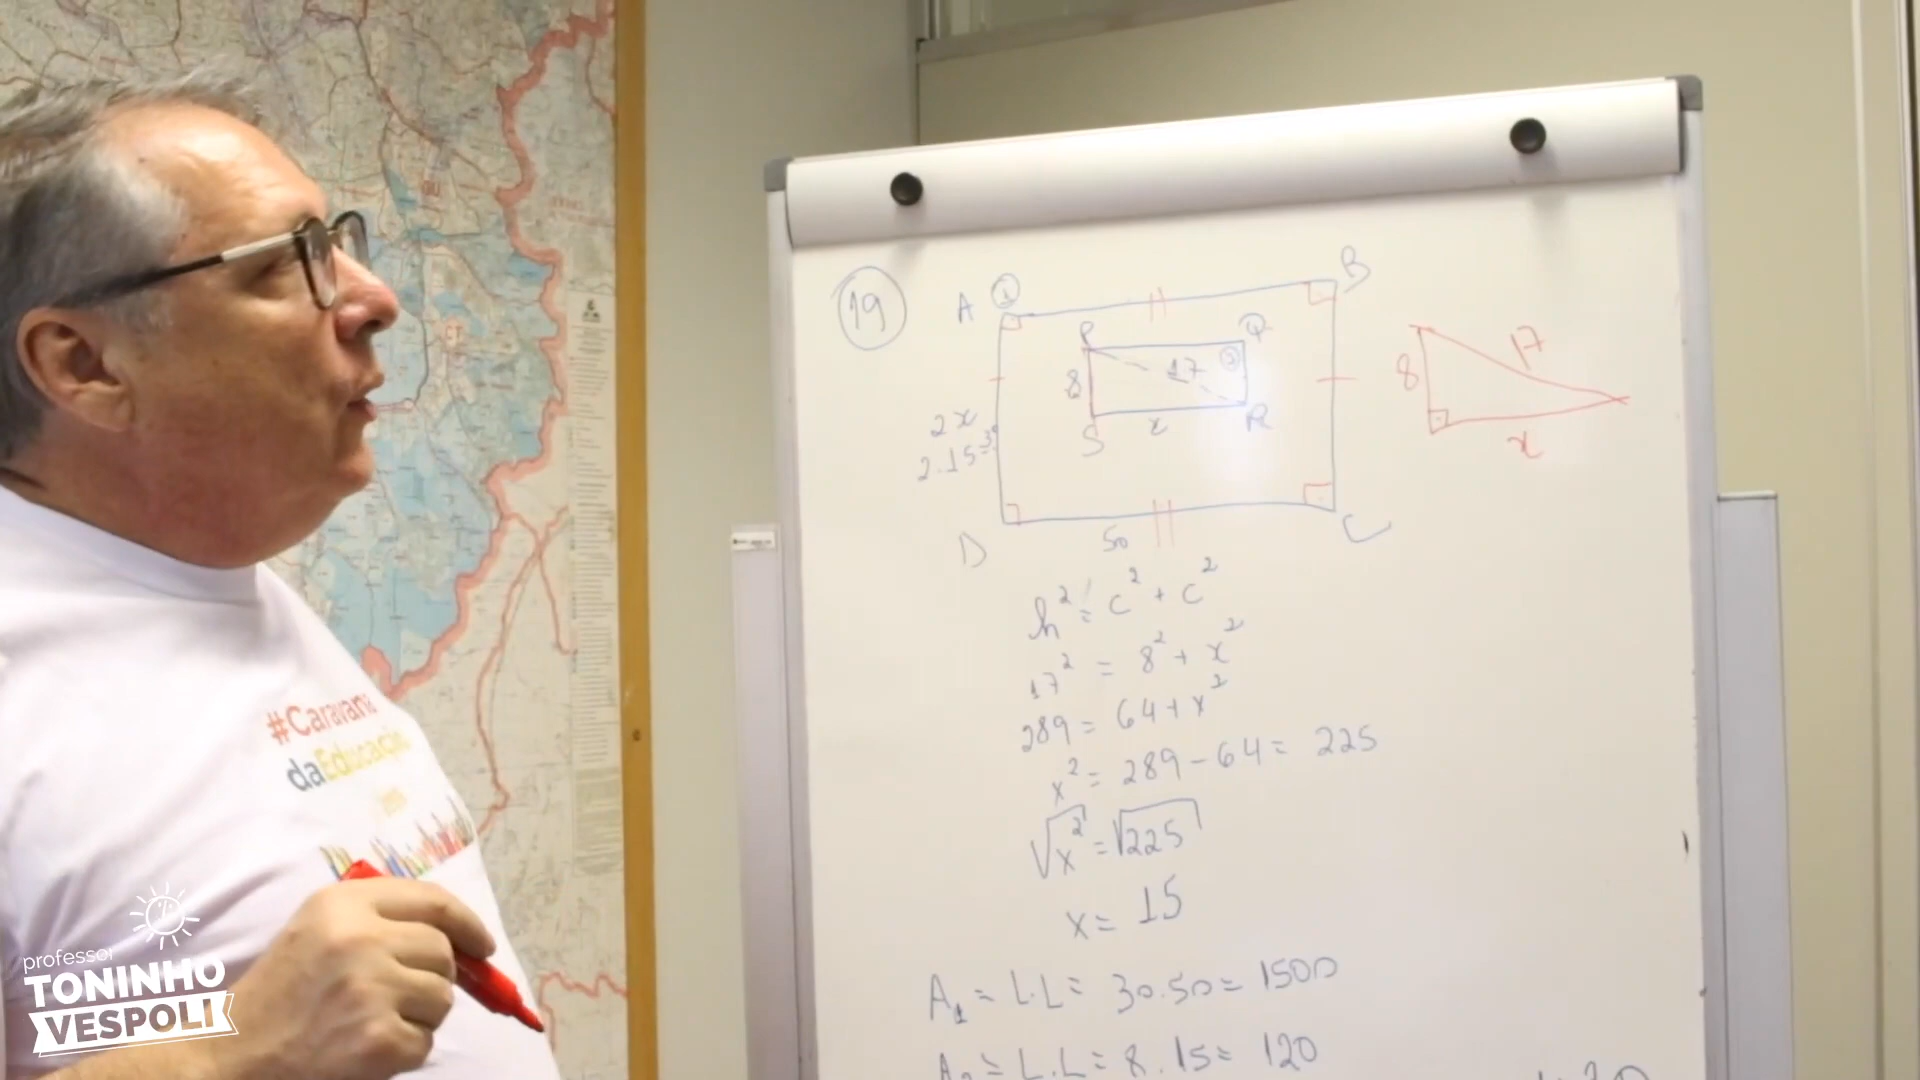 19
A 1 B
P Q
8 17 2
S x R
2x
2.15=30
D 50 C
8 17
x
h² = c² + c²
17² = 8² + x²
289 = 64 + x²
x² = 289 - 64 = 225
√x² = √225
x = 15
A₁ = L.L = 30.50 = 1500
A₂ = L.L = 8.15 = 120
#Caravana
daEducação
professor
TONINHO
VESPOLI